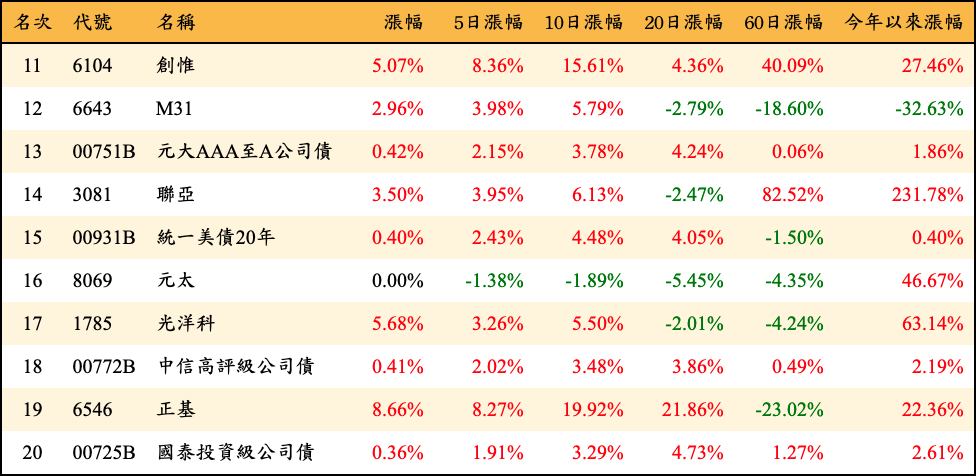 名次 代號 名稱 漲幅 5日漲幅 10日漲幅 20日漲幅 60日漲幅 今年以來漲幅
11 6104 創惟 5.07% 8.36% 15.61% 4.36% 40.09% 27.46%
12 6643 M31 2.96% 3.98% 5.79% -2.79% -18.60% -32.63%
13 00751B 元大AAA至A公司債 0.42% 2.15% 3.78% 4.24% 0.06% 1.86%
14 3081 聯亞 3.50% 3.95% 6.13% -2.47% 82.52% 231.78%
15 00931B 統一美債20年 0.40% 2.43% 4.48% 4.05% -1.50% 0.40%
16 8069 元太 0.00% -1.38% -1.89% -5.45% -4.35% 46.67%
17 1785 光洋科 5.68% 3.26% 5.50% -2.01% -4.24% 63.14%
18 00772B 中信高評級公司債 0.41% 2.02% 3.48% 3.86% 0.49% 2.19%
19 6546 正基 8.66% 8.27% 19.92% 21.86% -23.02% 22.36%
20 00725B 國泰投資級公司債 0.36% 1.91% 3.29% 4.73% 1.27% 2.61%